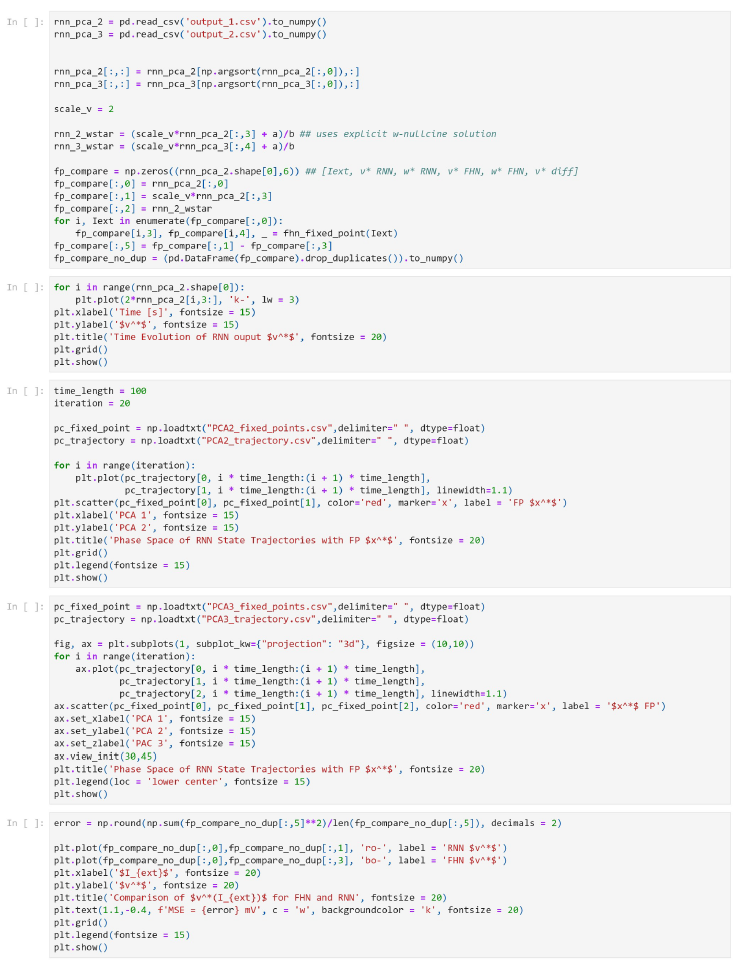 In [ ]: rnn_pca_2 = pd.read_csv('output_1.csv').to_numpy()
rnn_pca_3 = pd.read_csv('output_2.csv').to_numpy()
rnn_pca_2[:,:] = rnn_pca_2[np.argsort(rnn_pca_2[:,0]),:]
rnn_pca_3[:,:] = rnn_pca_3[np.argsort(rnn_pca_3[:,0]),:]
scale_v = 2
rnn_2_wstar = (scale_v*rnn_pca_2[:,3] + a)/b ## uses explicit w-nullcine solution
rnn_3_wstar = (scale_v*rnn_pca_3[:,4] + a)/b
fp_compare = np.zeros((rnn_pca_2.shape[0],6)) ## [Iext, v* RNN, w* RNN, v* FHN, w* FHN, v* diff]
fp_compare[:,0] = rnn_pca_2[:,0]
fp_compare[:,1] = scale_v*rnn_pca_2[:,3]
fp_compare[:,2] = rnn_2_wstar
for i, Iext in enumerate(fp_compare[:,0]):
    fp_compare[i,3], fp_compare[i,4], _ = fhn_fixed_point(Iext)
fp_compare[:,5] = fp_compare[:,1] - fp_compare[:,3]
fp_compare_no_dup = (pd.DataFrame(fp_compare).drop_duplicates()).to_numpy()
In [ ]: for i in range(rnn_pca_2.shape[0]):
    plt.plot(2*rnn_pca_2[i,3:], 'k-', lw = 3)
plt.xlabel('Time [s]', fontsize = 15)
plt.ylabel('$v^*$', fontsize = 15)
plt.title('Time Evolution of RNN ouput $v^*$', fontsize = 20)
plt.grid()
plt.show()
In [ ]: time_length = 100
iteration = 20
pc_fixed_point = np.loadtxt("PCA2_fixed_points.csv",delimiter=" ", dtype=float)
pc_trajectory = np.loadtxt("PCA2_trajectory.csv",delimiter=" ", dtype=float)
for i in range(iteration):
    plt.plot(pc_trajectory[0, i * time_length:(i + 1) * time_length],
            pc_trajectory[1, i * time_length:(i + 1) * time_length], linewidth=1.1)
plt.scatter(pc_fixed_point[0], pc_fixed_point[1], color='red', marker='x', label = 'FP $x^*$')
plt.xlabel('PCA 1', fontsize = 15)
plt.ylabel('PCA 2', fontsize = 15)
plt.title('Phase Space of RNN State Trajectories with FP $x^*$', fontsize = 20)
plt.grid()
plt.legend(fontsize = 15)
plt.show()
In [ ]: pc_fixed_point = np.loadtxt("PCA3_fixed_points.csv",delimiter=" ", dtype=float)
pc_trajectory = np.loadtxt("PCA3_trajectory.csv",delimiter=" ", dtype=float)
fig, ax = plt.subplots(1, subplot_kw={"projection": "3d"}, figsize = (10,10))
for i in range(iteration):
    ax.plot(pc_trajectory[0, i * time_length:(i + 1) * time_length],
           pc_trajectory[1, i * time_length:(i + 1) * time_length],
           pc_trajectory[2, i * time_length:(i + 1) * time_length], linewidth=1.1)
ax.scatter(pc_fixed_point[0], pc_fixed_point[1], pc_fixed_point[2], color='red', marker='x', label = '$x^*$ FP')
ax.set_xlabel('PCA 1', fontsize = 15)
ax.set_ylabel('PCA 2', fontsize = 15)
ax.set_zlabel('PAC 3', fontsize = 15)
ax.view_init(30,45)
plt.title('Phase Space of RNN State Trajectories with FP $x^*$', fontsize = 20)
plt.legend(loc = 'lower center', fontsize = 15)
plt.show()
In [ ]: error = np.round(np.sum(fp_compare_no_dup[:,5]**2)/len(fp_compare_no_dup[:,5]), decimals = 2)
plt.plot(fp_compare_no_dup[:,0],fp_compare_no_dup[:,1], 'ro-', label = 'RNN $v^*$')
plt.plot(fp_compare_no_dup[:,0],fp_compare_no_dup[:,3], 'bo-', label = 'FHN $v^*$')
plt.xlabel('$I_{ext}$', fontsize = 20)
plt.ylabel('$v^*$', fontsize = 20)
plt.title('Comparison of $v^*(I_{ext})$ for FHN and RNN', fontsize = 20)
plt.text(1.1,-0.4, f'MSE = {error} mV', c = 'w', backgroundcolor = 'k', fontsize = 20)
plt.grid()
plt.legend(fontsize = 15)
plt.show()